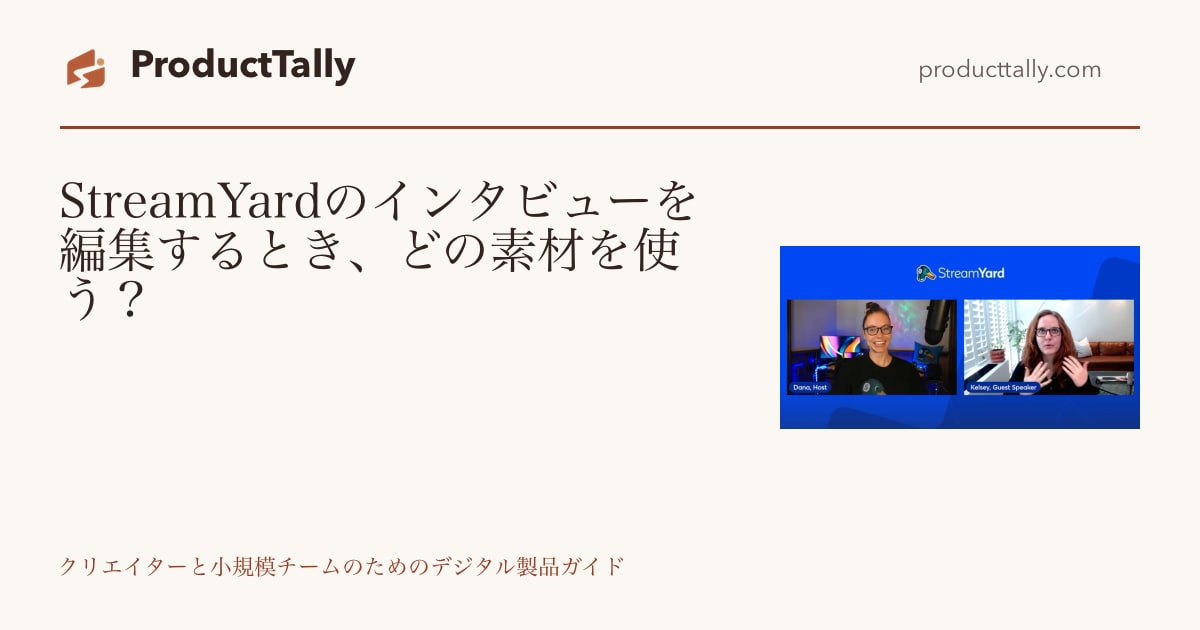 ProductTally
producttally.com
StreamYardのインタビューを
編集するとき、どの素材を使
う？
StreamYard
Dana, Host
Kelsey, Guest Speaker
クリエイターと小規模チームのためのデジタル製品ガイド